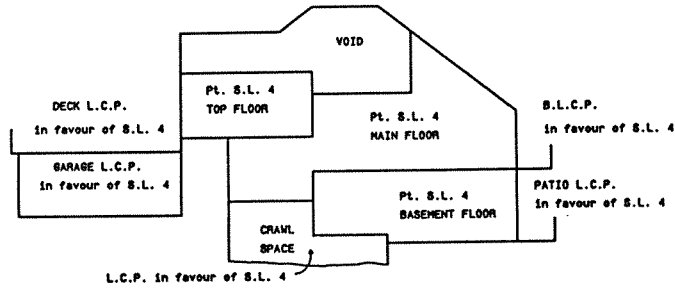 VOID
Pt. S.L. 4
TOP FLOOR
DECK L.C.P.
in favour of S.L. 4
Pt. S.L. 4
MAIN FLOOR
B.L.C.P.
in favour of S.L. 4
GARAGE L.C.P.
in favour of S.L. 4
Pt. S.L. 4
BASEMENT FLOOR
PATIO L.C.P.
in favour of S.L. 4
CRAWL
SPACE
L.C.P. in favour of S.L. 4